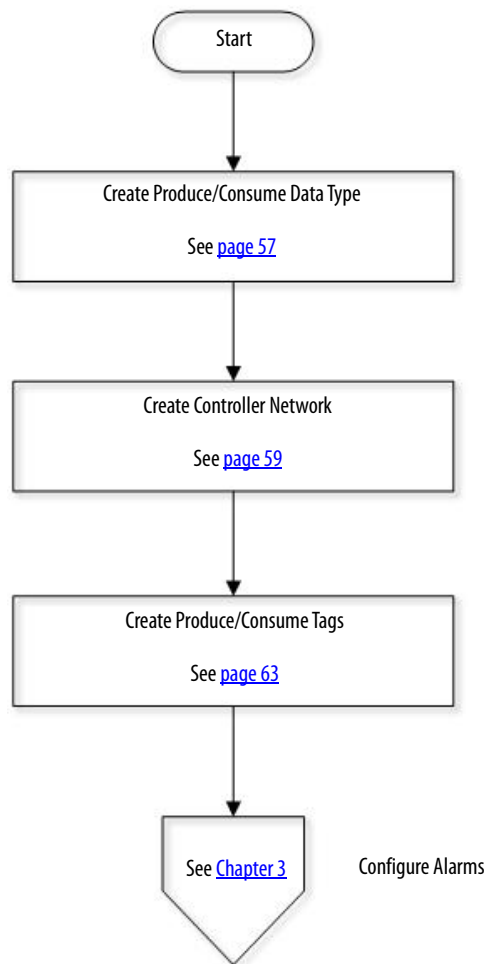 Start
Create Produce/Consume Data Type
See page 57
Create Controller Network
See page 59
Create Produce/Consume Tags
See page 63
See Chapter 3
Configure Alarms